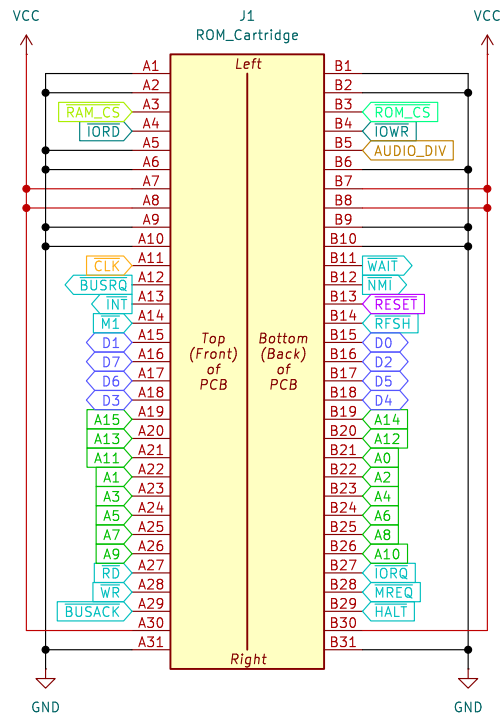 J1
ROM_Cartridge
VCC
VCC
Left
A1 B1
A2 B2
RAM_CS A3 B3 ROM_CS
IORD A4 B4 IOWR
A5 B5 AUDIO_DIV
A6 B6
A7 B7
A8 B8
A9 B9
A10 B10
CLK A11 B11 WAIT
BUSRQ A12 B12 NMI
INT A13 B13 RESET
M1 A14 B14 RFSH
D1 A15 B15 D0
D7 A16 B16 D2
D6 A17 B17 D5
D3 A18 B18 D4
A15 A19 B19 A14
A13 A20 B20 A12
A11 A21 B21 A0
A1 A22 B22 A2
A3 A23 B23 A4
A5 A24 B24 A6
A7 A25 B25 A8
A9 A26 B26 A10
RD A27 B27 IORQ
WR A28 B28 MREQ
BUSACK A29 B29 HALT
A30 B30
A31 B31
Top
(Front)
of
PCB
Bottom
(Back)
of
PCB
Right
GND
GND